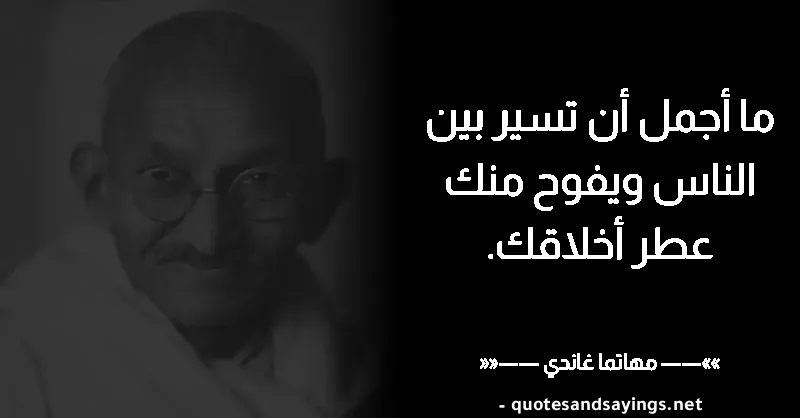 ما أجمل أن تسير بين
الناس ويفوح منك
عطر أخلاقك.
»»—— مهاتما غاندي ——««
- quotesandsayings.net